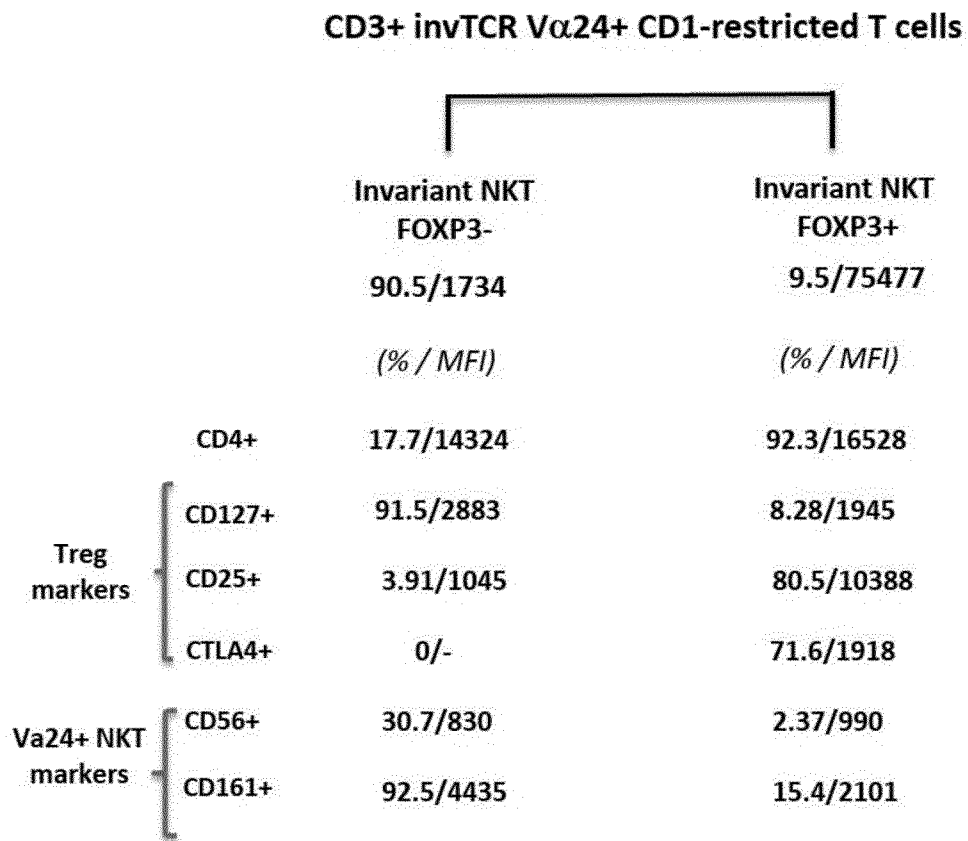 CD3+ invTCR Vα24+ CD1-restricted T cells
Invariant NKT
FOXP3-
90.5/1734
(% / MFI)
Invariant NKT
FOXP3+
9.5/75477
(% / MFI)
CD4+ 17.7/14324 92.3/16528
Treg
markers
CD127+ 91.5/2883 8.28/1945
CD25+ 3.91/1045 80.5/10388
CTLA4+ 0/- 71.6/1918
Va24+ NKT
markers
CD56+ 30.7/830 2.37/990
CD161+ 92.5/4435 15.4/2101